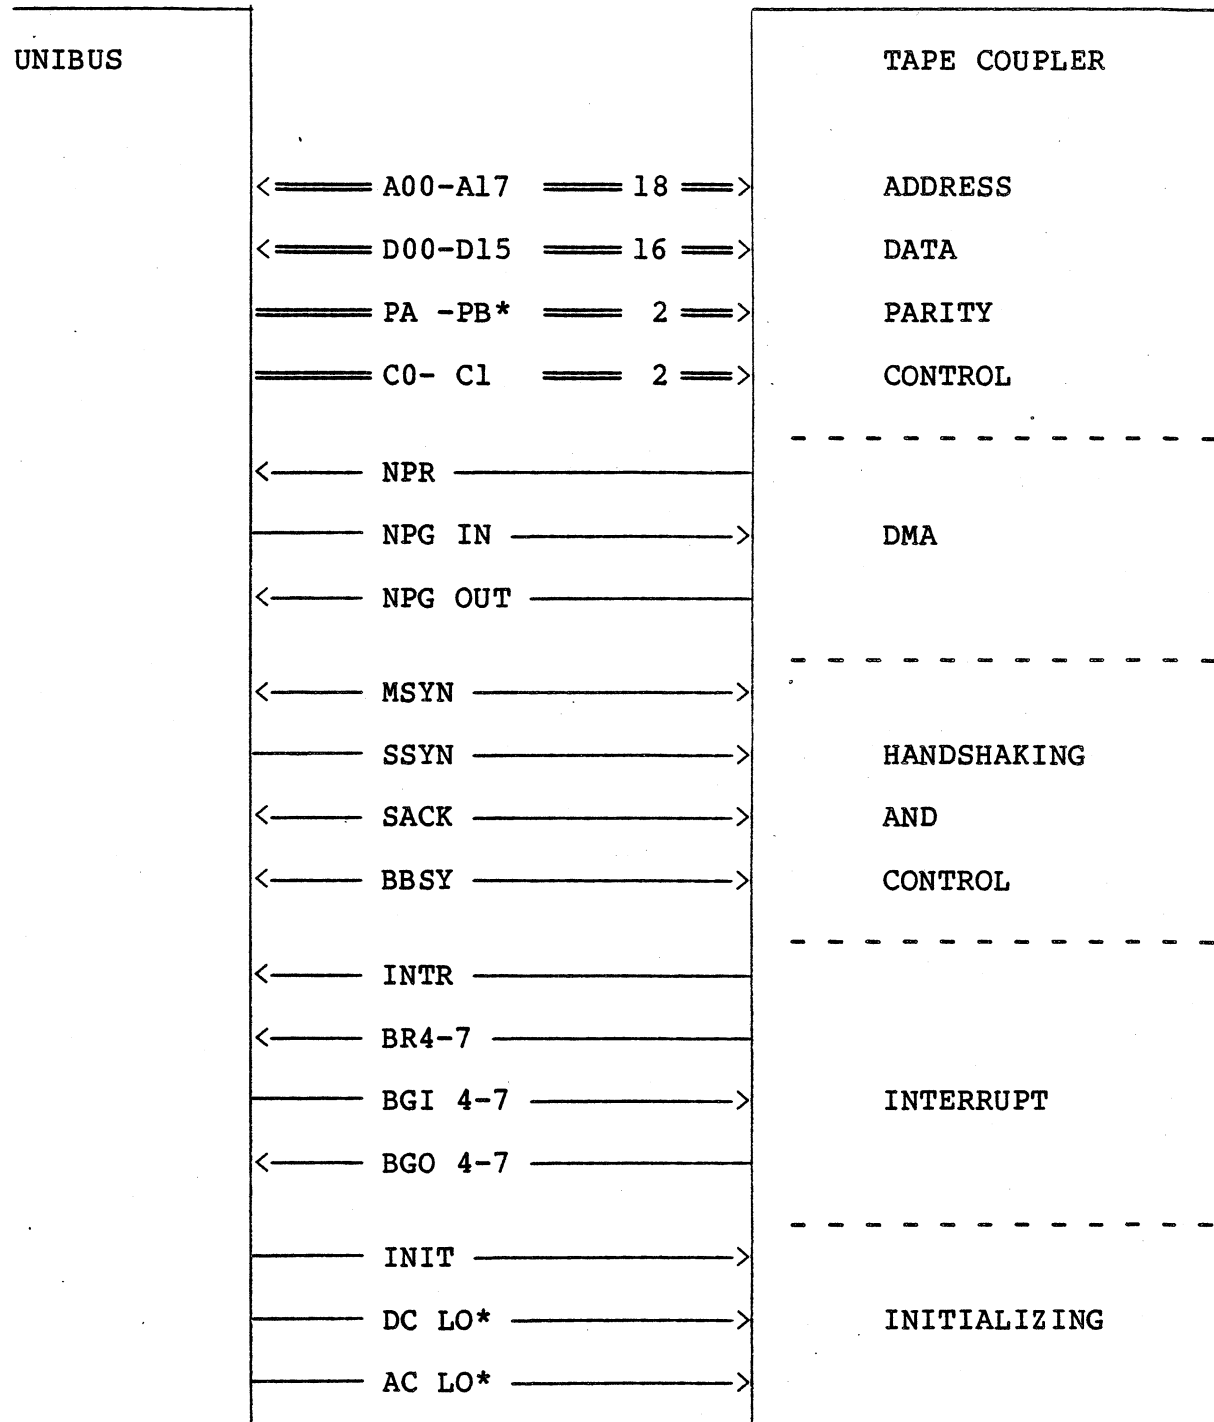 UNIBUS TAPE COUPLER
A00-A17 18 ADDRESS
D00-D15 16 DATA
PA -PB* 2 PARITY
C0- C1 2 CONTROL
NPR
NPG IN DMA
NPG OUT
MSYN
SSYN HANDSHAKING
SACK AND
BBSY CONTROL
INTR
BR4-7
BGI 4-7 INTERRUPT
BGO 4-7
INIT
DC LO* INITIALIZING
AC LO*